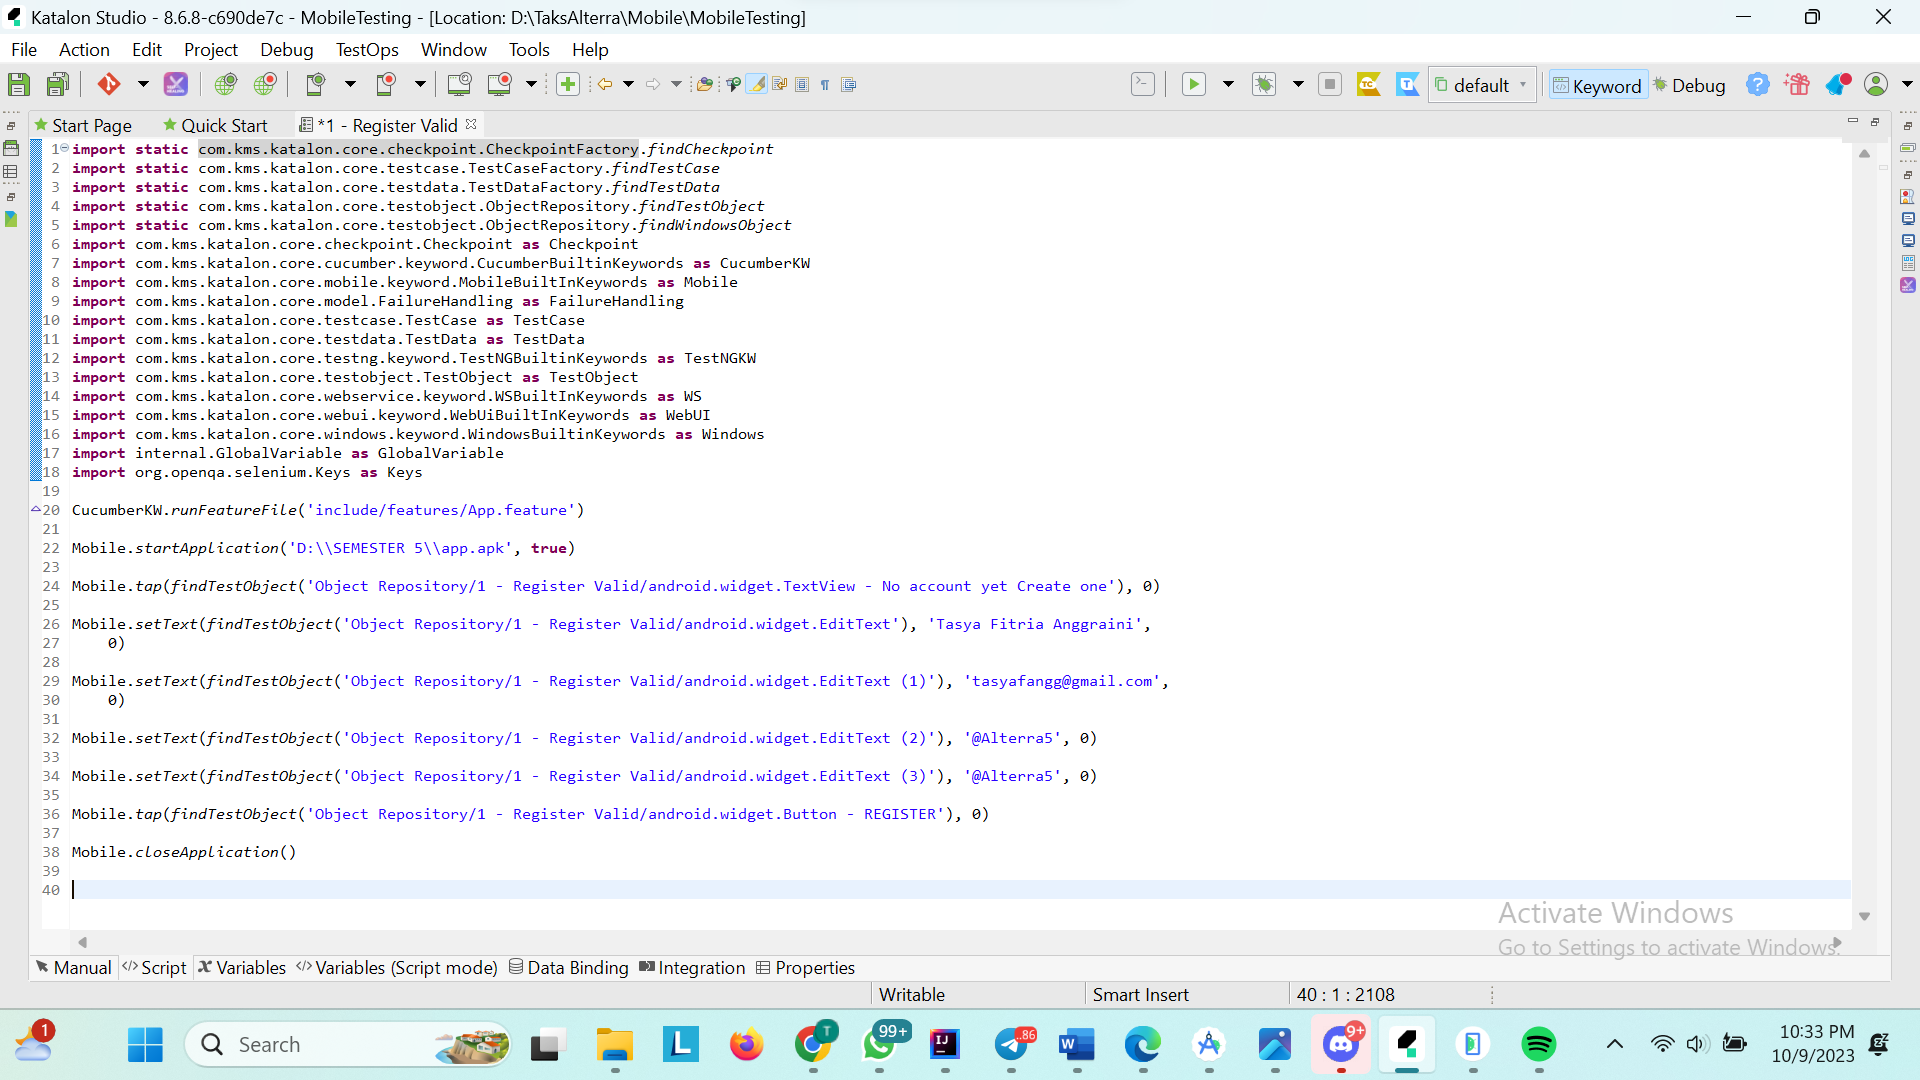 Katalon Studio - 8.6.8-c690de7c - MobileTesting - [Location: D:\TaksAlterra\Mobile\MobileTesting]
File Action Edit Project Debug TestOps Window Tools Help
default Keyword Debug
Start Page Quick Start *1 - Register Valid
1 import static com.kms.katalon.core.checkpoint.CheckpointFactory.findCheckpoint
2 import static com.kms.katalon.core.testcase.TestCaseFactory.findTestCase
3 import static com.kms.katalon.core.testdata.TestDataFactory.findTestData
4 import static com.kms.katalon.core.testobject.ObjectRepository.findTestObject
5 import static com.kms.katalon.core.testobject.ObjectRepository.findWindowsObject
6 import com.kms.katalon.core.checkpoint.Checkpoint as Checkpoint
7 import com.kms.katalon.core.cucumber.keyword.CucumberBuiltinKeywords as CucumberKW
8 import com.kms.katalon.core.mobile.keyword.MobileBuiltInKeywords as Mobile
9 import com.kms.katalon.core.model.FailureHandling as FailureHandling
10 import com.kms.katalon.core.testcase.TestCase as TestCase
11 import com.kms.katalon.core.testdata.TestData as TestData
12 import com.kms.katalon.core.testng.keyword.TestNGBuiltinKeywords as TestNGKW
13 import com.kms.katalon.core.testobject.TestObject as TestObject
14 import com.kms.katalon.core.webservice.keyword.WSBuiltInKeywords as WS
15 import com.kms.katalon.core.webui.keyword.WebUiBuiltInKeywords as WebUI
16 import com.kms.katalon.core.windows.keyword.WindowsBuiltinKeywords as Windows
17 import internal.GlobalVariable as GlobalVariable
18 import org.openqa.selenium.Keys as Keys
19
20 CucumberKW.runFeatureFile('include/features/App.feature')
21
22 Mobile.startApplication('D:\\SEMESTER 5\\app.apk', true)
23
24 Mobile.tap(findTestObject('Object Repository/1 - Register Valid/android.widget.TextView - No account yet Create one'), 0)
25
26 Mobile.setText(findTestObject('Object Repository/1 - Register Valid/android.widget.EditText'), 'Tasya Fitria Anggraini',
27 0)
28
29 Mobile.setText(findTestObject('Object Repository/1 - Register Valid/android.widget.EditText (1)'), 'tasyafangg@gmail.com',
30 0)
31
32 Mobile.setText(findTestObject('Object Repository/1 - Register Valid/android.widget.EditText (2)'), '@Alterra5', 0)
33
34 Mobile.setText(findTestObject('Object Repository/1 - Register Valid/android.widget.EditText (3)'), '@Alterra5', 0)
35
36 Mobile.tap(findTestObject('Object Repository/1 - Register Valid/android.widget.Button - REGISTER'), 0)
37
38 Mobile.closeApplication()
39
40
Activate Windows
Go to Settings to activate Windows.
Manual Script Variables Variables (Script mode) Data Binding Integration Properties
Writable Smart Insert 40 : 1 : 2108
1 Search T 99+ 86 9+ 10:33 PM
10/9/2023